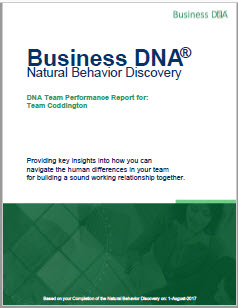 Business DNA
Business DNA®
Natural Behavior Discovery
DNA Team Performance Report for:
Team Coddington
Providing key insights into how you can
navigate the human differences in your team
for building a sound working relationship together.
Based on your Completion of the Natural Behavior Discovery on: 1-August-2017